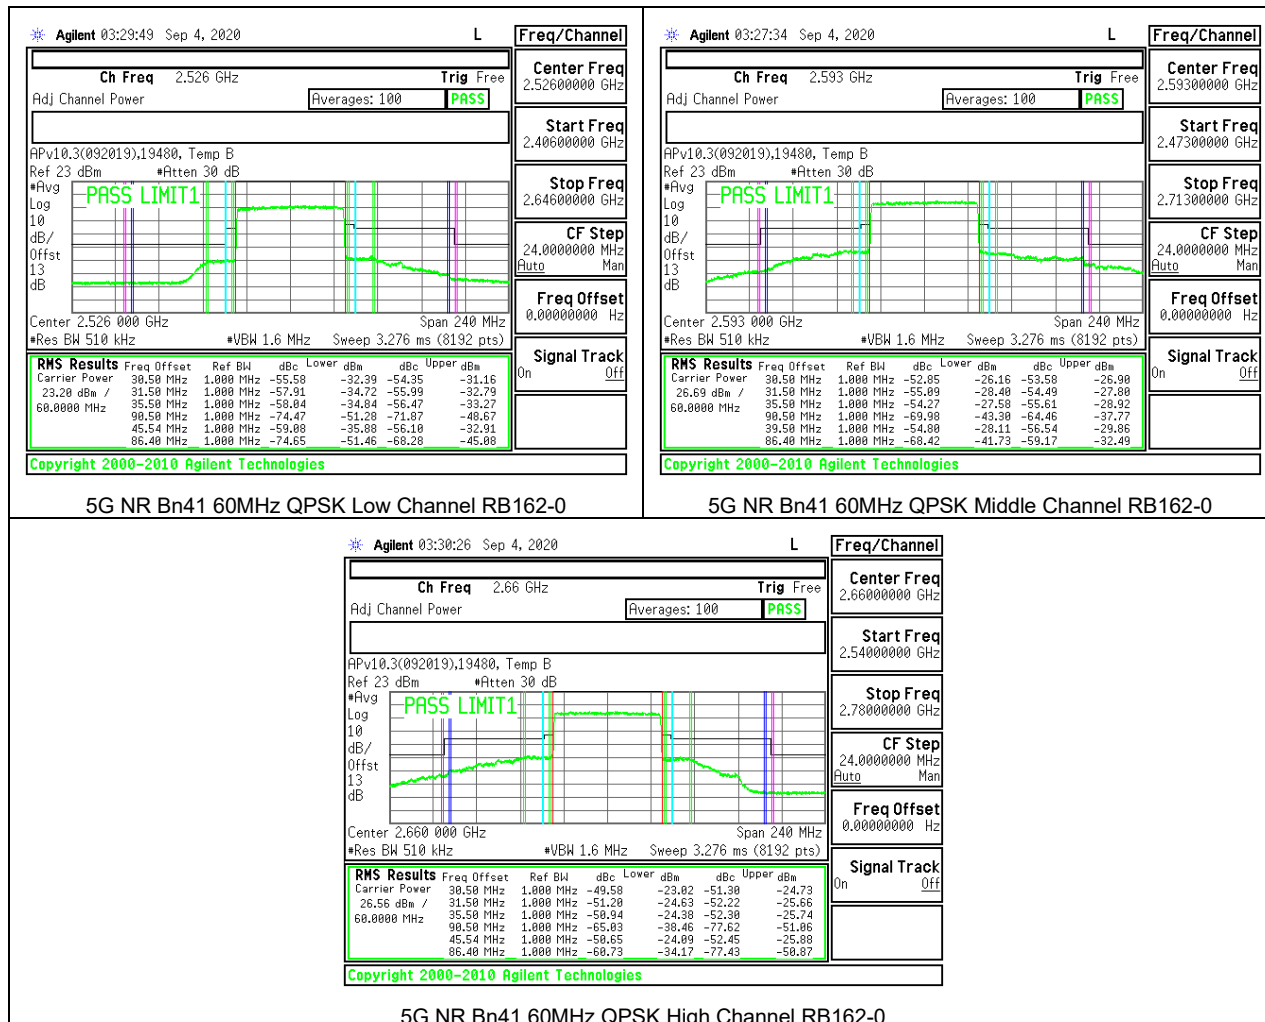 Agilent 03:29:49 Sep 4, 2020 L
Freq/Channel
Ch Freq 2.526 GHz Trig Free
Adj Channel Power Averages: 100 PASS
APv10.3(092019),19480, Temp B
Ref 23 dBm #Atten 30 dB
#Avg
Log
10
dB/
Offst
13
dB
PASS LIMIT1
Center 2.526 000 GHz Span 240 MHz
#Res BW 510 kHz #VBW 1.6 MHz Sweep 3.276 ms (8192 pts)
RMS Results Freq Offset Ref BW dBc Lower dBm dBc Upper dBm
Carrier Power 30.50 MHz 1.000 MHz -55.58 -32.39 -54.35 -31.16
23.20 dBm / 31.50 MHz 1.000 MHz -57.91 -34.72 -55.99 -32.79
60.0000 MHz 35.50 MHz 1.000 MHz -58.04 -34.84 -56.47 -33.27
90.50 MHz 1.000 MHz -74.47 -51.28 -71.87 -48.67
45.54 MHz 1.000 MHz -59.08 -35.88 -56.10 -32.91
86.40 MHz 1.000 MHz -74.65 -51.46 -68.28 -45.08
Copyright 2000-2010 Agilent Technologies
Center Freq
2.52600000 GHz
Start Freq
2.40600000 GHz
Stop Freq
2.64600000 GHz
CF Step
24.0000000 MHz
Auto Man
Freq Offset
0.00000000 Hz
Signal Track
On Off
5G NR Bn41 60MHz QPSK Low Channel RB162-0
Agilent 03:27:34 Sep 4, 2020 L
Freq/Channel
Ch Freq 2.593 GHz Trig Free
Adj Channel Power Averages: 100 PASS
APv10.3(092019),19480, Temp B
Ref 23 dBm #Atten 30 dB
#Avg
Log
10
dB/
Offst
13
dB
PASS LIMIT1
Center 2.593 000 GHz Span 240 MHz
#Res BW 510 kHz #VBW 1.6 MHz Sweep 3.276 ms (8192 pts)
RMS Results Freq Offset Ref BW dBc Lower dBm dBc Upper dBm
Carrier Power 30.50 MHz 1.000 MHz -52.85 -26.16 -53.58 -26.90
26.69 dBm / 31.50 MHz 1.000 MHz -55.09 -28.40 -54.49 -27.80
60.0000 MHz 35.50 MHz 1.000 MHz -54.27 -27.58 -55.61 -28.92
90.50 MHz 1.000 MHz -69.98 -43.30 -64.46 -37.77
39.50 MHz 1.000 MHz -54.80 -28.11 -56.54 -29.86
86.40 MHz 1.000 MHz -68.42 -41.73 -59.17 -32.49
Copyright 2000-2010 Agilent Technologies
Center Freq
2.59300000 GHz
Start Freq
2.47300000 GHz
Stop Freq
2.71300000 GHz
CF Step
24.0000000 MHz
Auto Man
Freq Offset
0.00000000 Hz
Signal Track
On Off
5G NR Bn41 60MHz QPSK Middle Channel RB162-0
Agilent 03:30:26 Sep 4, 2020 L
Freq/Channel
Ch Freq 2.66 GHz Trig Free
Adj Channel Power Averages: 100 PASS
APv10.3(092019),19480, Temp B
Ref 23 dBm #Atten 30 dB
#Avg
Log
10
dB/
Offst
13
dB
PASS LIMIT1
Center 2.660 000 GHz Span 240 MHz
#Res BW 510 kHz #VBW 1.6 MHz Sweep 3.276 ms (8192 pts)
RMS Results Freq Offset Ref BW dBc Lower dBm dBc Upper dBm
Carrier Power 30.50 MHz 1.000 MHz -49.58 -23.02 -51.30 -24.73
26.56 dBm / 31.50 MHz 1.000 MHz -51.20 -24.63 -52.22 -25.66
60.0000 MHz 35.50 MHz 1.000 MHz -50.94 -24.38 -52.30 -25.74
90.50 MHz 1.000 MHz -65.03 -38.46 -77.62 -51.06
45.54 MHz 1.000 MHz -50.65 -24.09 -52.45 -25.88
86.40 MHz 1.000 MHz -60.73 -34.17 -77.43 -50.87
Copyright 2000-2010 Agilent Technologies
Center Freq
2.66000000 GHz
Start Freq
2.54000000 GHz
Stop Freq
2.78000000 GHz
CF Step
24.0000000 MHz
Auto Man
Freq Offset
0.00000000 Hz
Signal Track
On Off
5G NR Bn41 60MHz QPSK High Channel RB162-0